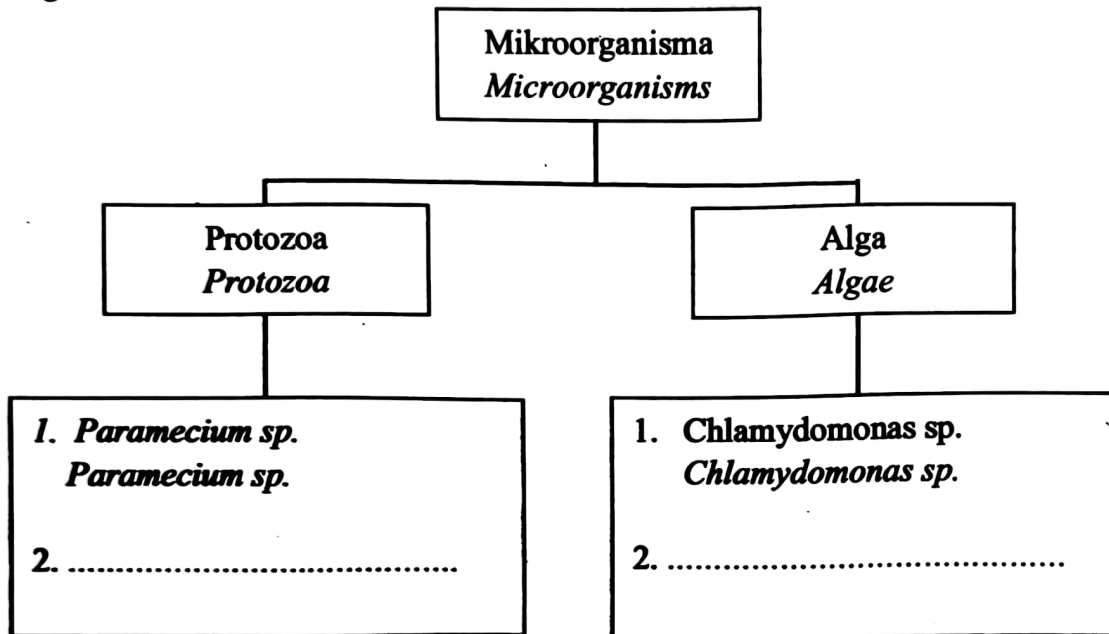 Mikroorganisma
Microorganisms
Protozoa
Protozoa
Alga
Algae
1. Paramecium sp.
Paramecium sp.
2. ..........................................
1. Chlamydomonas sp.
Chlamydomonas sp.
2. ...........................................